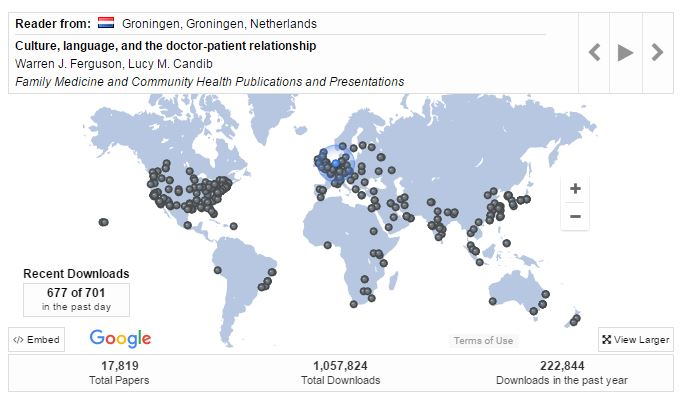 Reader from: Groningen, Groningen, Netherlands
Culture, language, and the doctor-patient relationship
Warren J. Ferguson, Lucy M. Candib
Family Medicine and Community Health Publications and Presentations
+
−
Recent Downloads
677 of 701
in the past day
</> Embed
Google
Terms of Use
View Larger
17,819
Total Papers
1,057,824
Total Downloads
222,844
Downloads in the past year